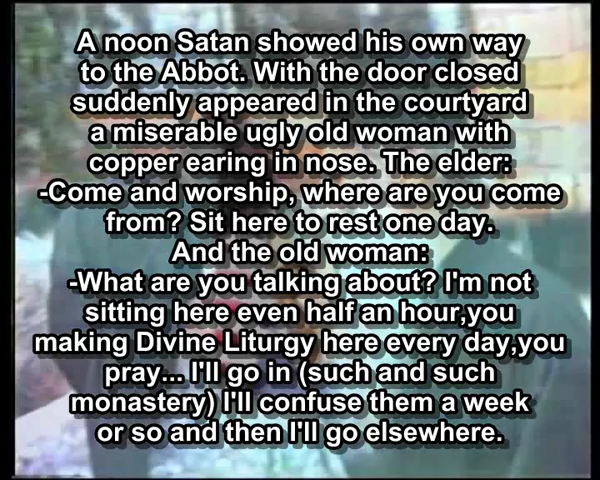 A noon Satan showed his own way
to the Abbot. With the door closed
suddenly appeared in the courtyard
a miserable ugly old woman with
copper earing in nose. The elder:
-Come and worship, where are you come
from? Sit here to rest one day.
And the old woman:
-What are you talking about? I'm not
sitting here even half an hour,you
making Divine Liturgy here every day,you
pray... I'll go in (such and such
monastery) I'll confuse them a week
or so and then I'll go elsewhere.